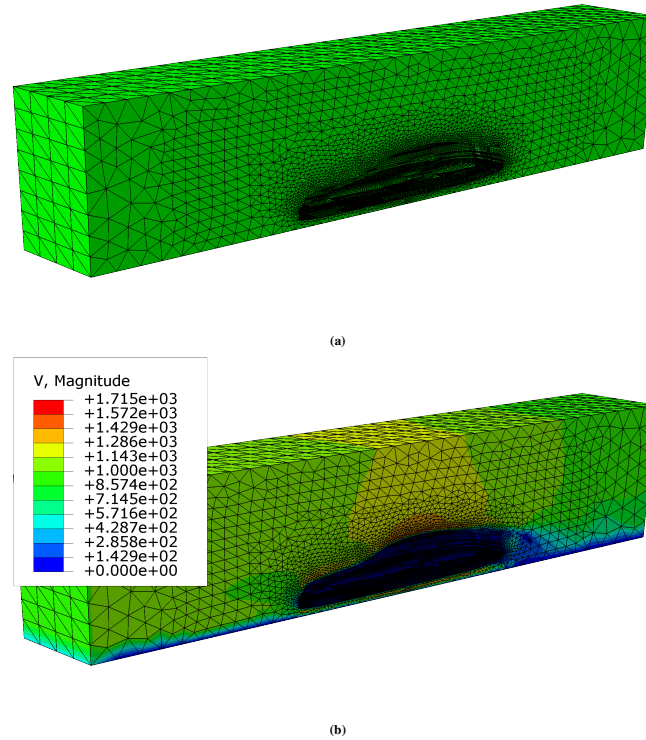 (a)
V, Magnitude
+1.715e+03
+1.572e+03
+1.429e+03
+1.286e+03
+1.143e+03
+1.000e+03
+8.574e+02
+7.145e+02
+5.716e+02
+4.287e+02
+2.858e+02
+1.429e+02
+0.000e+00
(b)